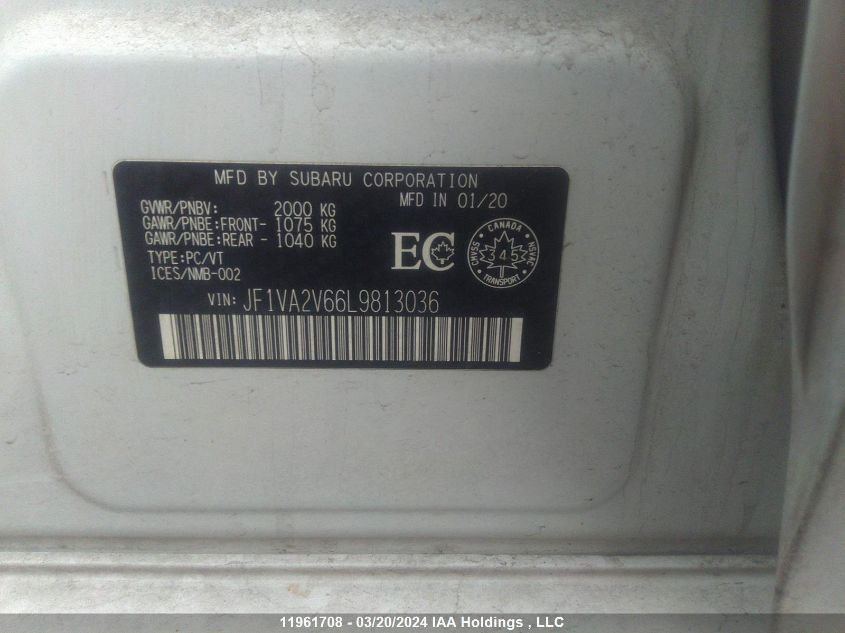 MFD BY SUBARU CORPORATION
MFD IN 01/20
GVWR/PNBV: 2000 KG
GAWR/PNBE:FRONT- 1075 KG
GAWR/PNBE:REAR - 1040 KG
TYPE:PC/VT
ICES/NMB-002
EC
CANADA
CMVSS 345 NSVAC
TRANSPORT
VIN: JF1VA2V66L9813036
11961708 - 03/20/2024 IAA Holdings , LLC